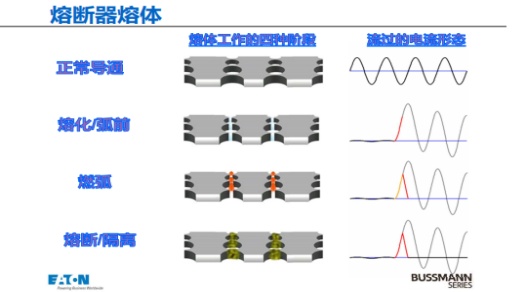 熔断器熔体
熔体工作的四种阶段
流过的电流形态
正常导通
熔化/弧前
燃弧
熔断/隔离
EATON
Powering Business Worldwide
BUSSMANN
SERIES